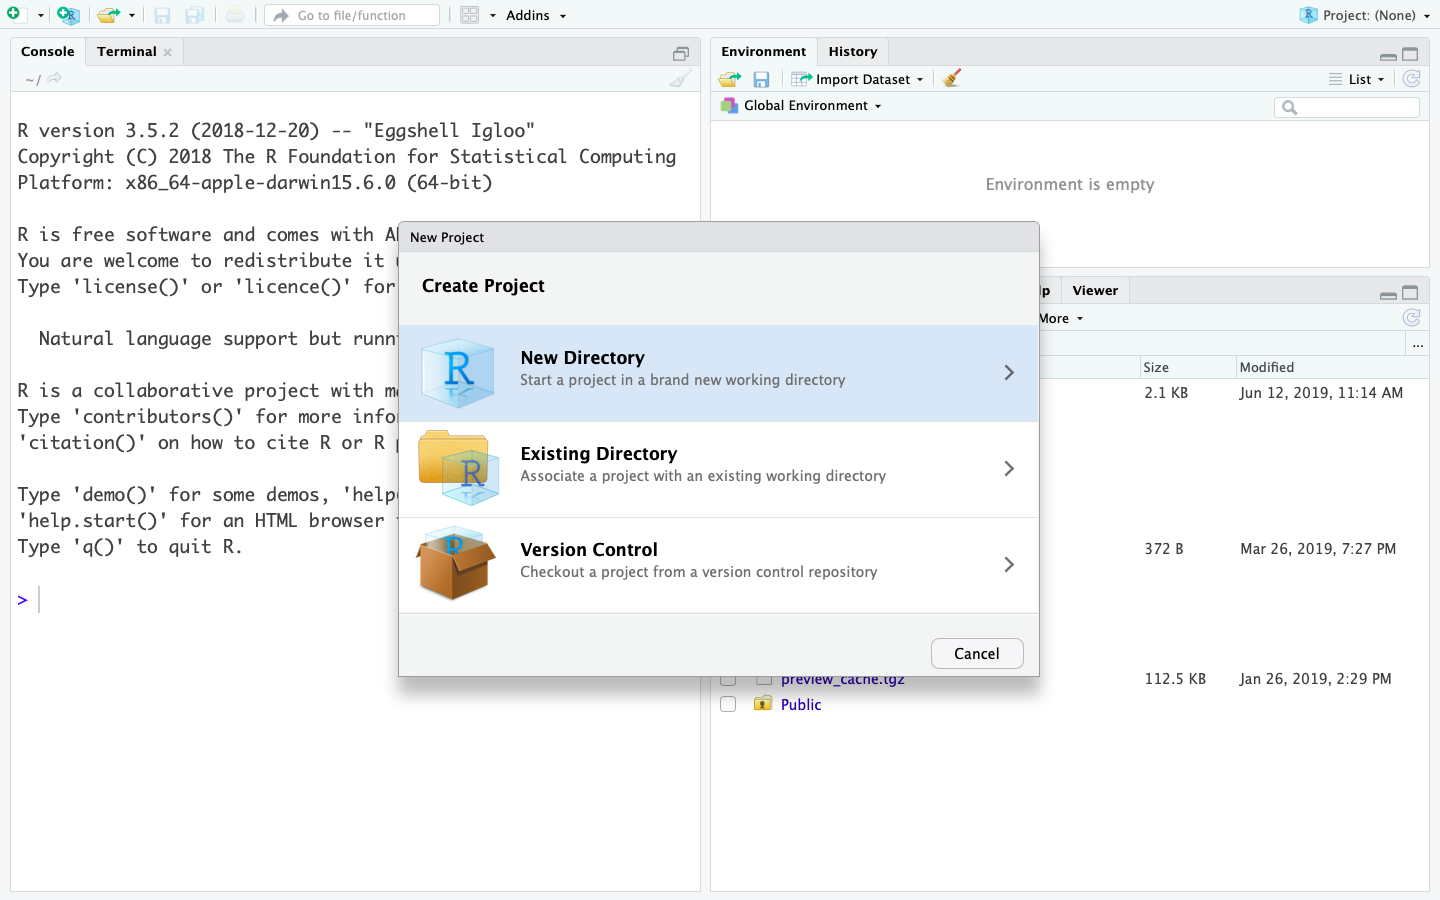 Go to file/function
Addins
Project: (None)
Console
Terminal
~/
R version 3.5.2 (2018-12-20) -- "Eggshell Igloo"
Copyright (C) 2018 The R Foundation for Statistical Computing
Platform: x86_64-apple-darwin15.6.0 (64-bit)
R is free software and comes with
You are welcome to redistribute it
Type 'license()' or 'licence()' for
Natural language support but
R is a collaborative project with
Type 'contributors()' for more
'citation()' on how to cite R or R
Type 'demo()' for some demos, 'help
'help.start()' for an HTML browser
Type 'q()' to quit R.
>
Environment
History
Import Dataset
List
Global Environment
Environment is empty
New Project
Create Project
R
New Directory
Start a project in a brand new working directory
R
Existing Directory
Associate a project with an existing working directory
R
Version Control
Checkout a project from a version control repository
Cancel
Viewer
More
...
Size
Modified
2.1 KB
Jun 12, 2019, 11:14 AM
372 B
Mar 26, 2019, 7:27 PM
preview_cache.tgz
112.5 KB
Jan 26, 2019, 2:29 PM
Public